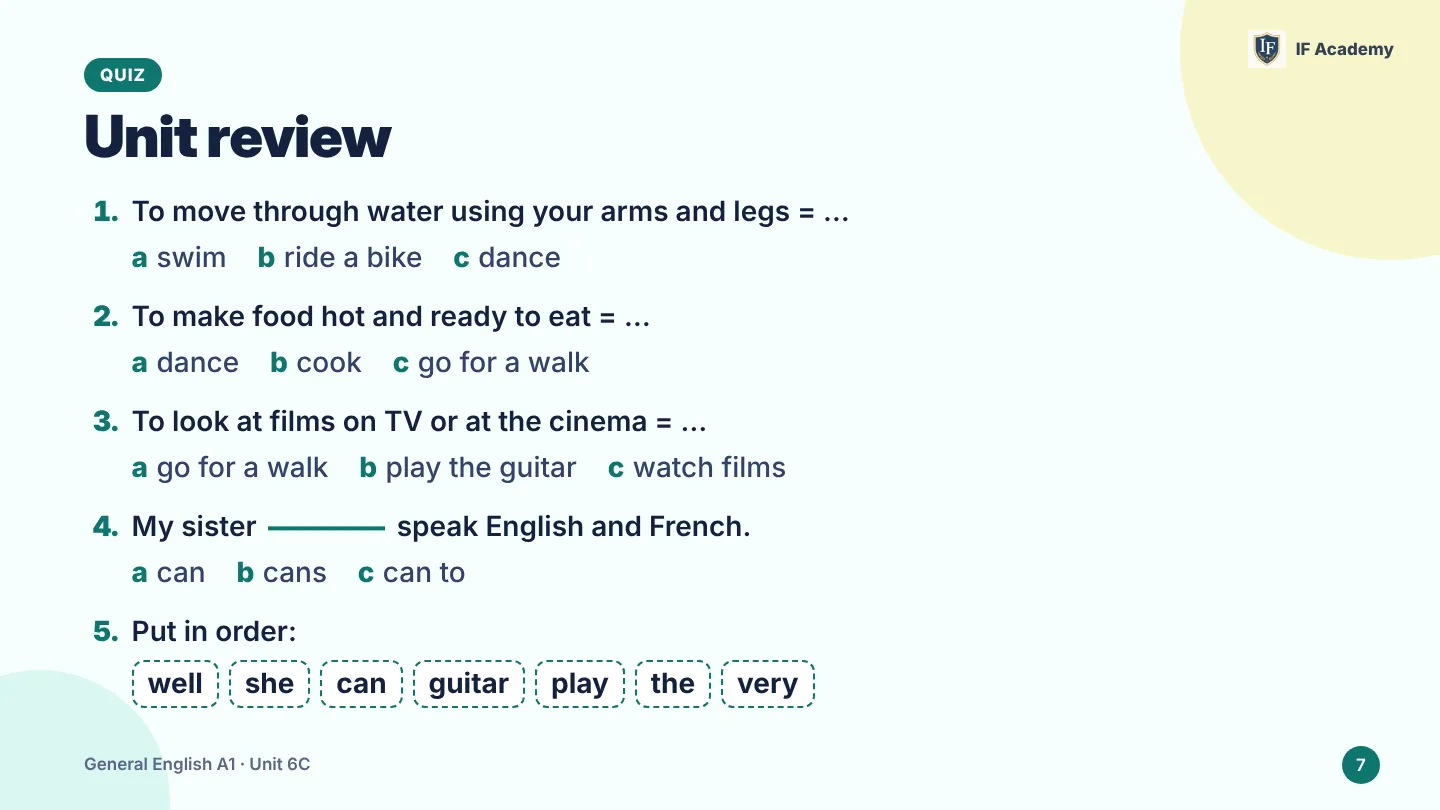 IF
IF Academy
QUIZ
Unit review
1. To move through water using your arms and legs = ...
a swim b ride a bike c dance
2. To make food hot and ready to eat = ...
a dance b cook c go for a walk
3. To look at films on TV or at the cinema = ...
a go for a walk b play the guitar c watch films
4. My sister ______ speak English and French.
a can b cans c can to
5. Put in order:
well she can guitar play the very
General English A1 · Unit 6C
7